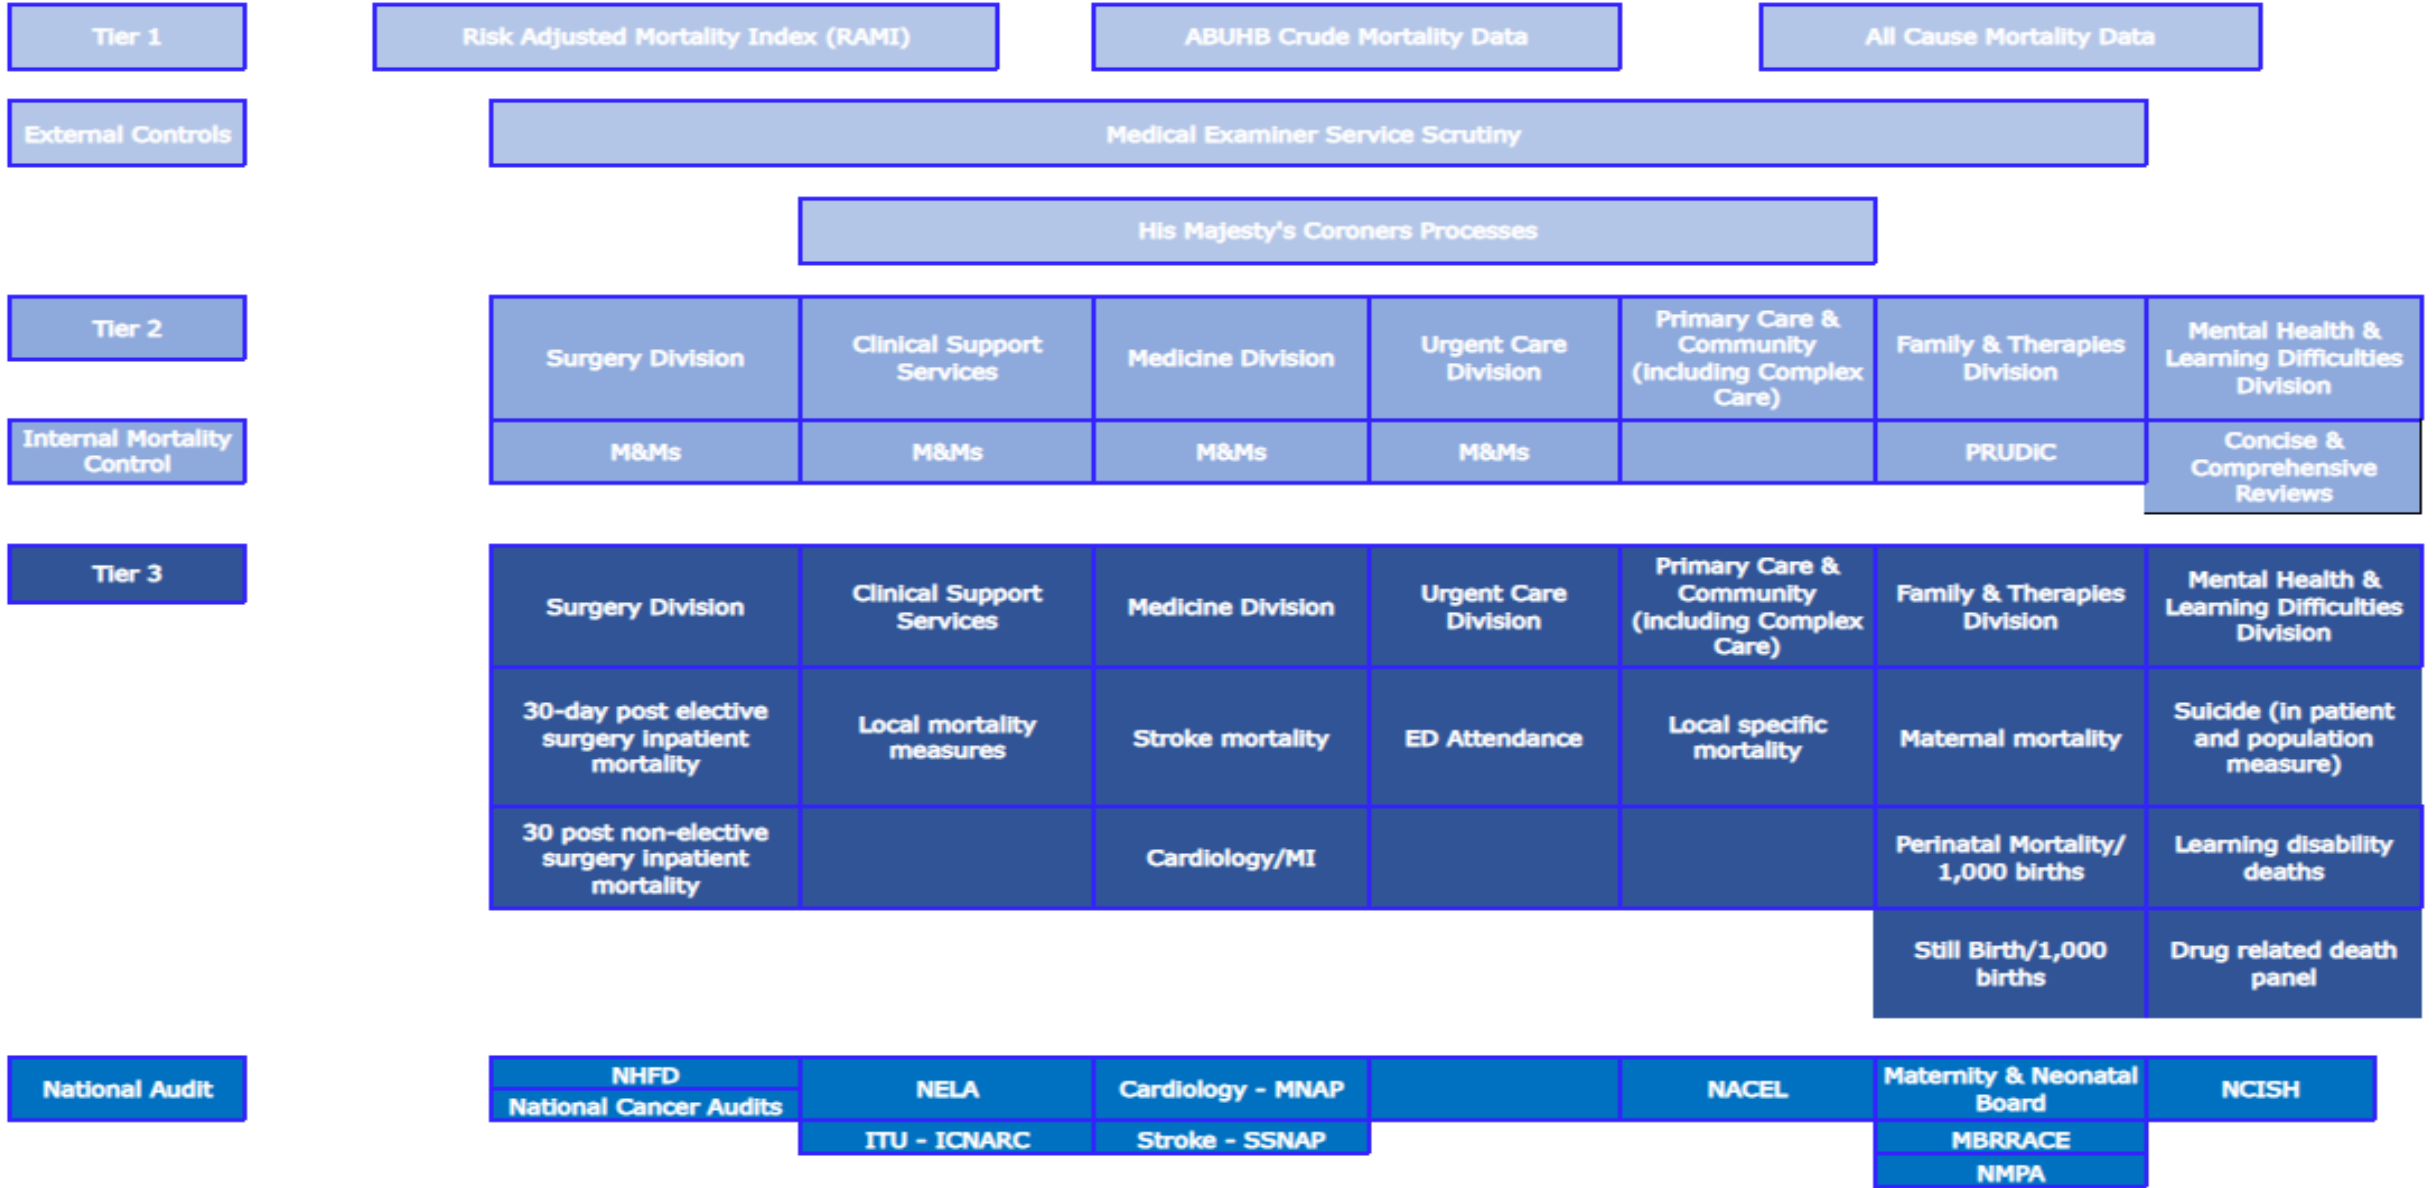 Tier 1
Risk Adjusted Mortality Index (RAMI)
ABUHB Crude Mortality Data
All Cause Mortality Data
External Controls
Medical Examiner Service Scrutiny
His Majesty's Coroners Processes
Tier 2
Surgery Division
Clinical Support
Services
Medicine Division
Urgent Care
Division
Primary Care &
Community
(including Complex
Care)
Family & Therapies
Division
Mental Health &
Learning Difficulties
Division
Internal Mortality
Control
M&Ms
M&Ms
M&Ms
M&Ms
PRUDiC
Concise &
Comprehensive
Reviews
Tier 3
Surgery Division
Clinical Support
Services
Medicine Division
Urgent Care
Division
Primary Care &
Community
(including Complex
Care)
Family & Therapies
Division
Mental Health &
Learning Difficulties
Division
30-day post elective
surgery inpatient
mortality
Local mortality
measures
Stroke mortality
ED Attendance
Local specific
mortality
Maternal mortality
Suicide (in patient
and population
measure)
30 post non-elective
surgery inpatient
mortality
Cardiology/MI
Perinatal Mortality/
1,000 births
Learning disability
deaths
Still Birth/1,000
births
Drug related death
panel
National Audit
NHFD
National Cancer Audits
NELA
Cardiology - MNAP
NACEL
Maternity & Neonatal
Board
NCISH
ITU - ICNARC
Stroke - SSNAP
MBRRACE
NMPA